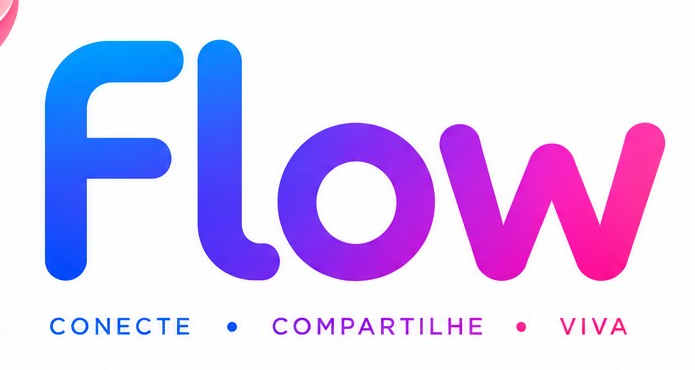 Flow
CONECTE • COMPARTILHE • VIVA